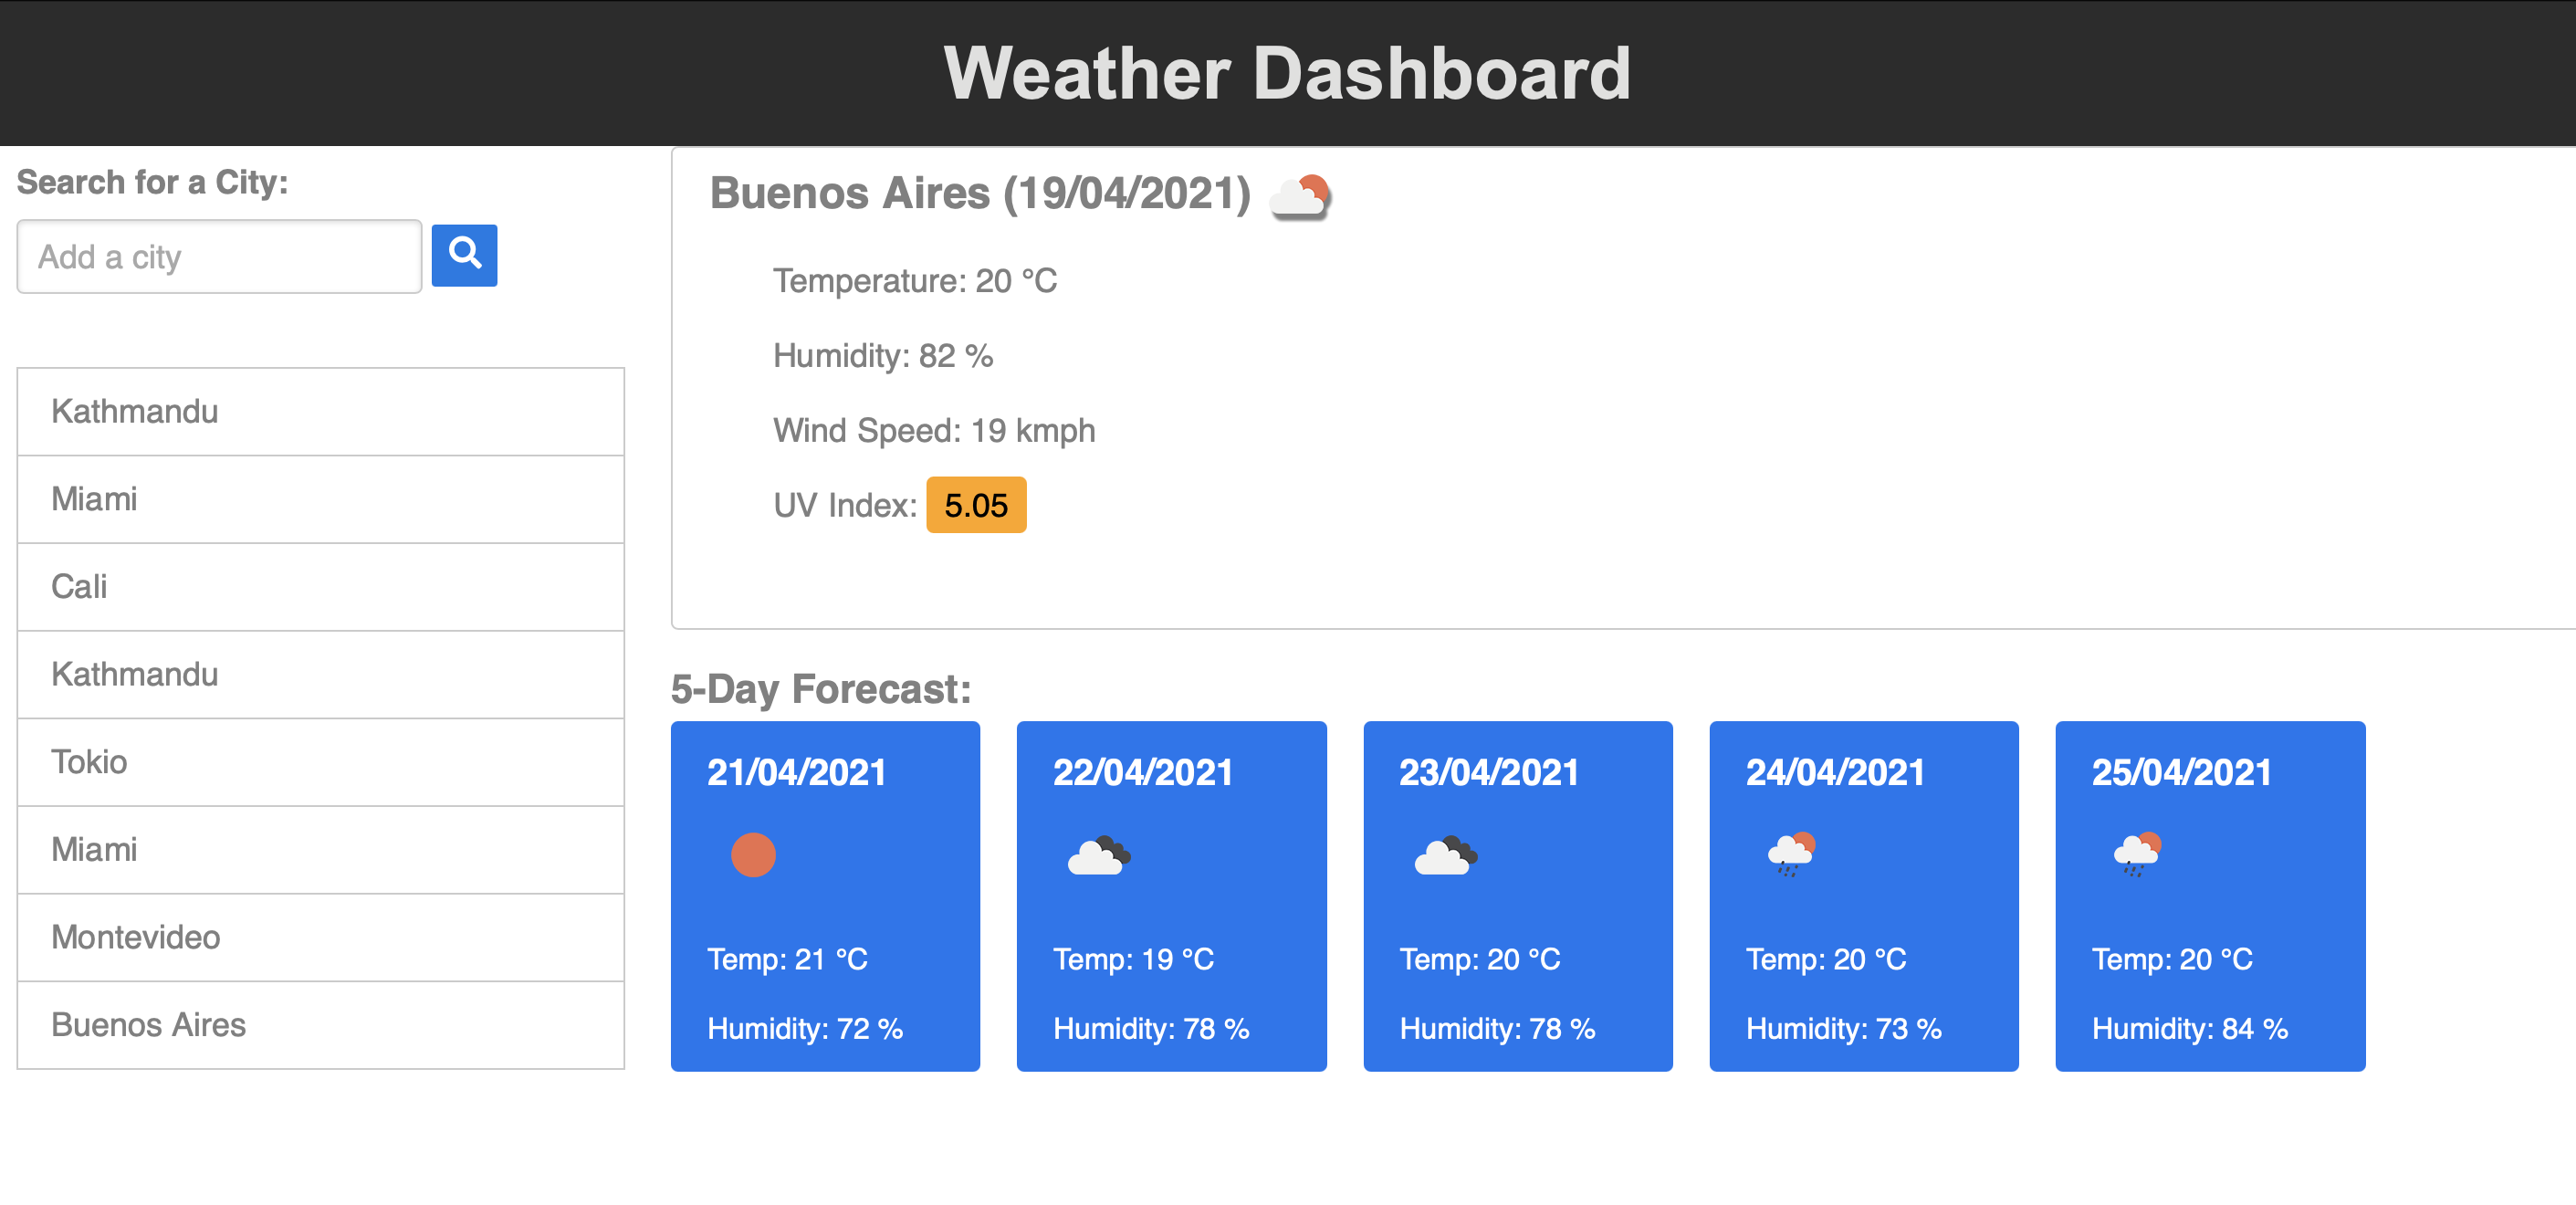 Weather Dashboard
Search for a City:
Add a city
Kathmandu
Miami
Cali
Kathmandu
Tokio
Miami
Montevideo
Buenos Aires
Buenos Aires (19/04/2021)
Temperature: 20 °C
Humidity: 82 %
Wind Speed: 19 kmph
UV Index: 5.05
5-Day Forecast:
21/04/2021
Temp: 21 °C
Humidity: 72 %
22/04/2021
Temp: 19 °C
Humidity: 78 %
23/04/2021
Temp: 20 °C
Humidity: 78 %
24/04/2021
Temp: 20 °C
Humidity: 73 %
25/04/2021
Temp: 20 °C
Humidity: 84 %